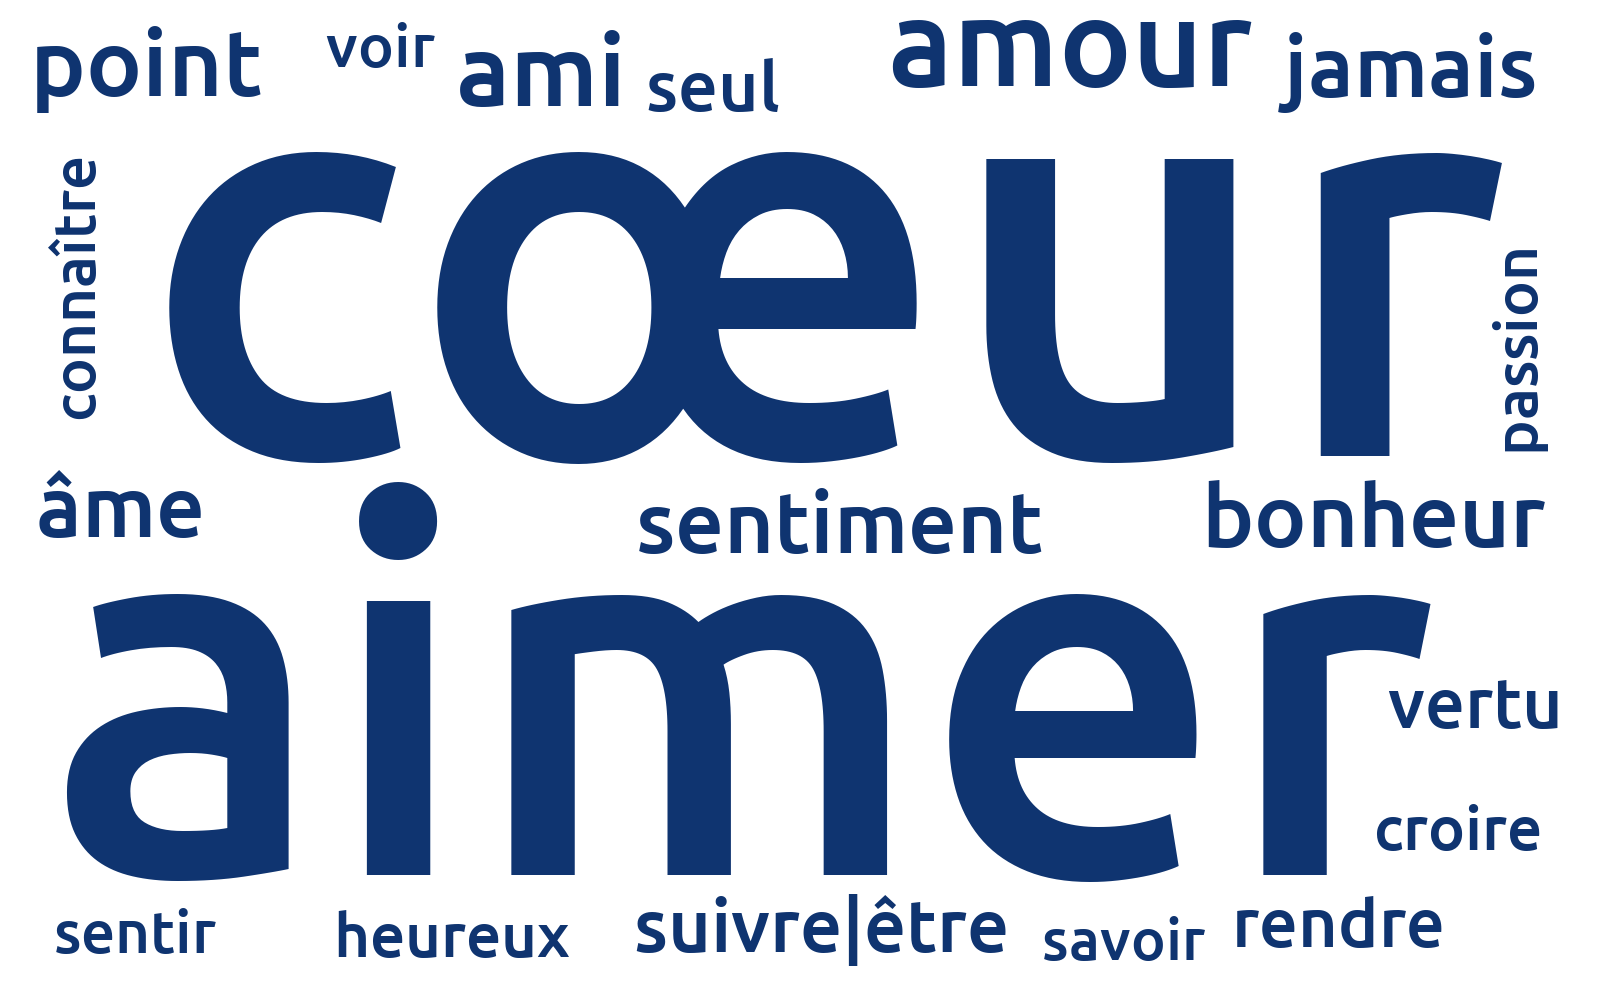 point voir ami seul amour jamais
connaître
cœur
passion
âme sentiment bonheur
aimer
vertu
croire
sentir heureux suivre|être savoir rendre